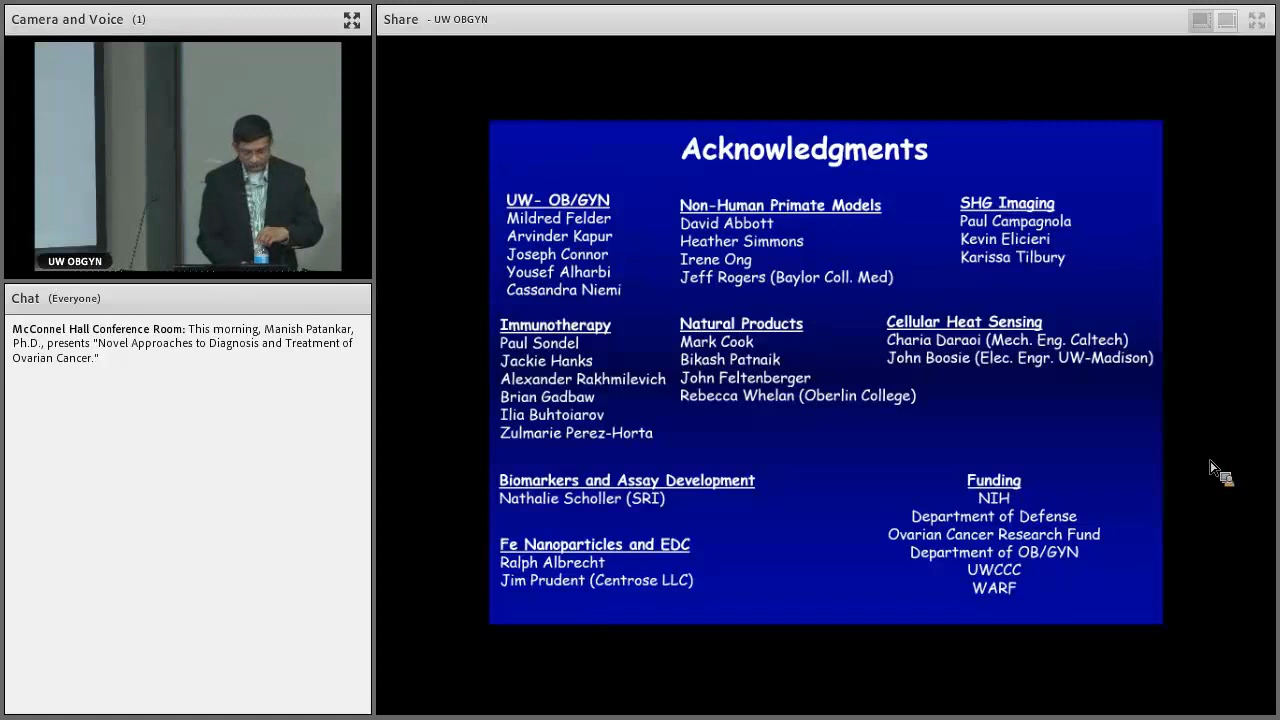 Camera and Voice (1)
UW OBGYN
Chat (Everyone)
McConnel Hall Conference Room: This morning, Manish Patankar,
Ph.D., presents "Novel Approaches to Diagnosis and Treatment of
Ovarian Cancer."
Share - UW OBGYN
Acknowledgments
UW- OB/GYN
Mildred Felder
Arvinder Kapur
Joseph Connor
Yousef Alharbi
Cassandra Niemi
Non-Human Primate Models
David Abbott
Heather Simmons
Irene Ong
Jeff Rogers (Baylor Coll. Med)
SHG Imaging
Paul Campagnola
Kevin Elicieri
Karissa Tilbury
Immunotherapy
Paul Sondel
Jackie Hanks
Alexander Rakhmilevich
Brian Gadbaw
Ilia Buhtoiarov
Zulmarie Perez-Horta
Natural Products
Mark Cook
Bikash Patnaik
John Feltenberger
Rebecca Whelan (Oberlin College)
Cellular Heat Sensing
Charia Daraoi (Mech. Eng. Caltech)
John Boosie (Elec. Engr. UW-Madison)
Biomarkers and Assay Development
Nathalie Scholler (SRI)
Fe Nanoparticles and EDC
Ralph Albrecht
Jim Prudent (Centrose LLC)
Funding
NIH
Department of Defense
Ovarian Cancer Research Fund
Department of OB/GYN
UWCCC
WARF